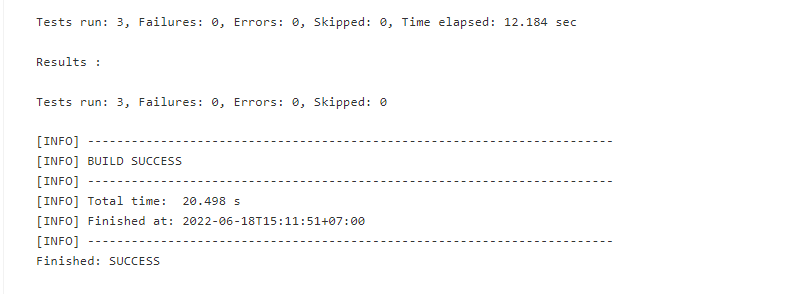 Tests run: 3, Failures: 0, Errors: 0, Skipped: 0, Time elapsed: 12.184 sec
Results :
Tests run: 3, Failures: 0, Errors: 0, Skipped: 0
[INFO] ------------------------------------------------------------------------
[INFO] BUILD SUCCESS
[INFO] ------------------------------------------------------------------------
[INFO] Total time:  20.498 s
[INFO] Finished at: 2022-06-18T15:11:51+07:00
[INFO] ------------------------------------------------------------------------
Finished: SUCCESS